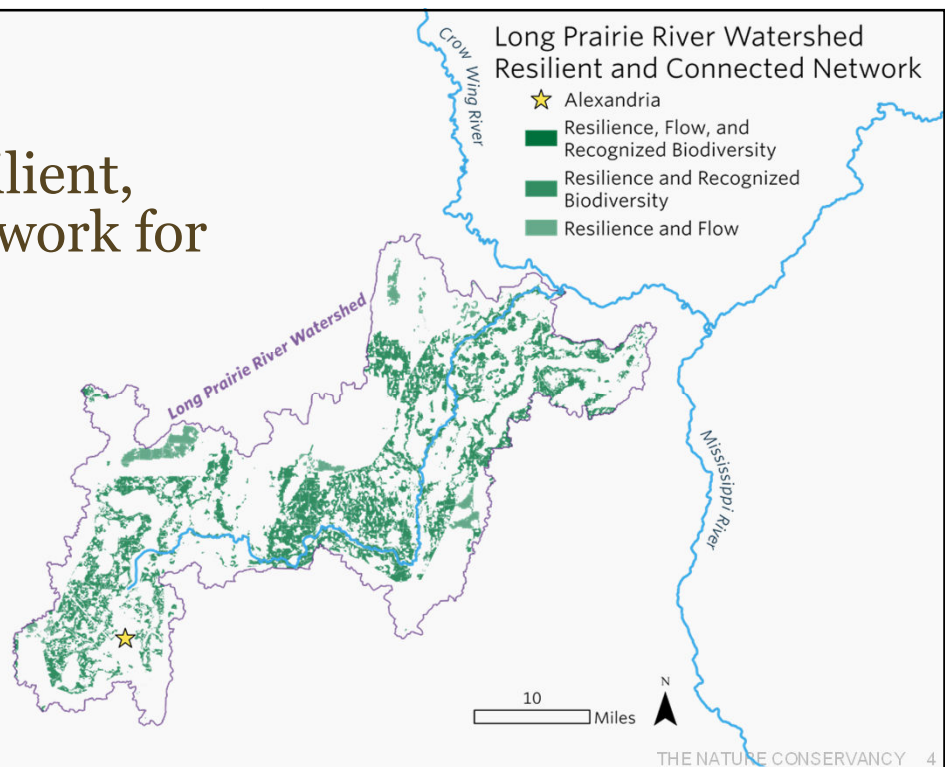 Long Prairie River Watershed
Resilient and Connected Network
Alexandria
Resilience, Flow, and
Recognized Biodiversity
Resilience and Recognized
Biodiversity
Resilience and Flow
Crow Wing River
lient,
work for
Long Prairie River Watershed
Mississippi River
10
Miles
N
THE NATURE CONSERVANCY 4